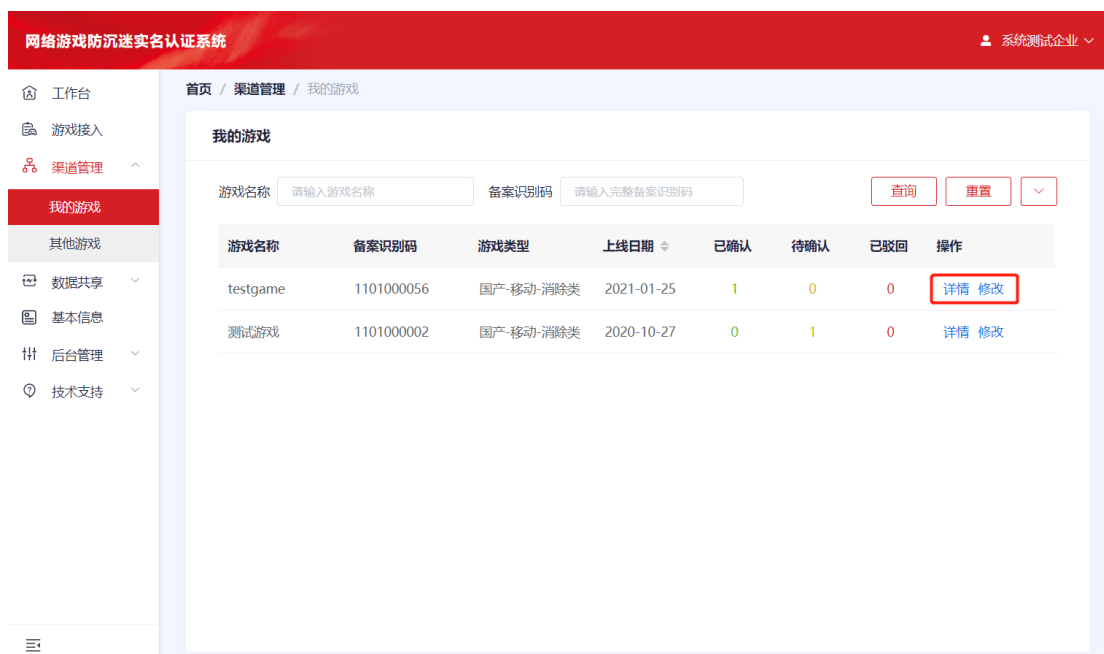 网络游戏防沉迷实名认证系统
系统测试企业
工作台
游戏接入
渠道管理
我的游戏
其他游戏
数据共享
基本信息
后台管理
技术支持
首页 / 渠道管理 / 我的游戏
我的游戏
游戏名称 请输入游戏名称 备案识别码 请输入完整备案识别码 查询 重置
游戏名称 备案识别码 游戏类型 上线日期 已确认 待确认 已驳回 操作
testgame 1101000056 国产-移动-消除类 2021-01-25 1 0 0 详情 修改
测试游戏 1101000002 国产-移动-消除类 2020-10-27 0 1 0 详情 修改